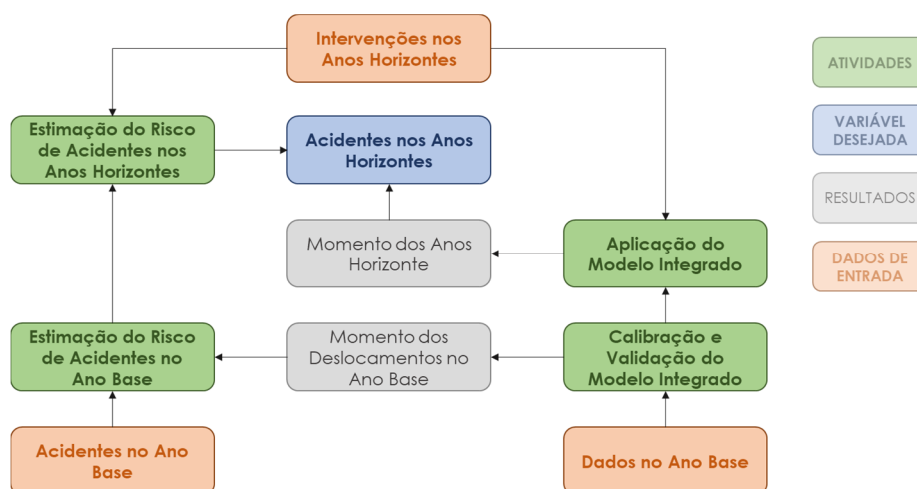 Intervenções nos
Anos Horizontes
ATIVIDADES
Estimação do Risco
de Acidentes nos
Anos Horizontes
Acidentes nos Anos
Horizontes
VARIÁVEL
DESEJADA
RESULTADOS
Momento dos Anos
Horizonte
Aplicação do
Modelo Integrado
DADOS DE
ENTRADA
Estimação do Risco
de Acidentes no
Ano Base
Momento dos
Deslocamentos no
Ano Base
Calibração e
Validação do
Modelo Integrado
Acidentes no Ano
Base
Dados no Ano Base